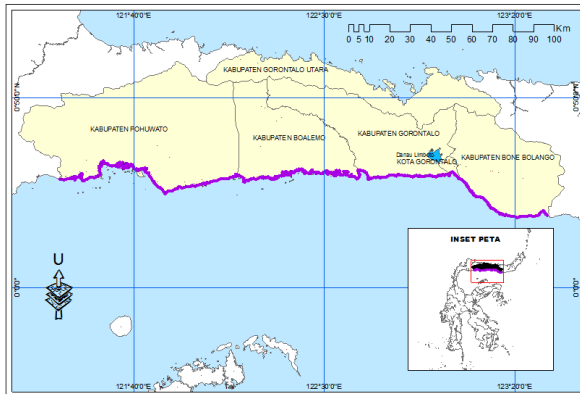 121°40'0"E
122°30'0"E
123°20'0"E
Km
0 5 10 20 30 40 50 60 70 80 90 100
KABUPATEN GORONTALO UTARA
0°50'0"
0°50'0"
KABUPATEN POHUWATO
KABUPATEN BOALEMO
KABUPATEN GORONTALO
Danau Limboto
KOTA GORONTALO
KABUPATEN BONE BOLANGO
INSET PETA
U
0°0'0"
0°0'0"
121°40'0"E
122°30'0"E
123°20'0"E